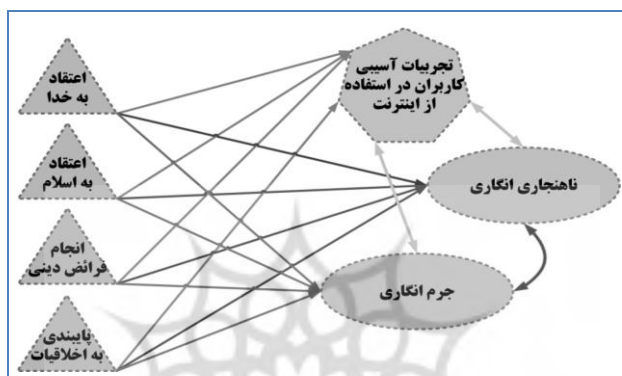 تجربیات آسیبی
کاربران در استفاده
از اینترنت
اعتقاد
به خدا
اعتقاد
به اسلام
ناهنجاری انگاری
انجام
فرائض دینی
جرم انگاری
پایبندی
به اخلاقیات